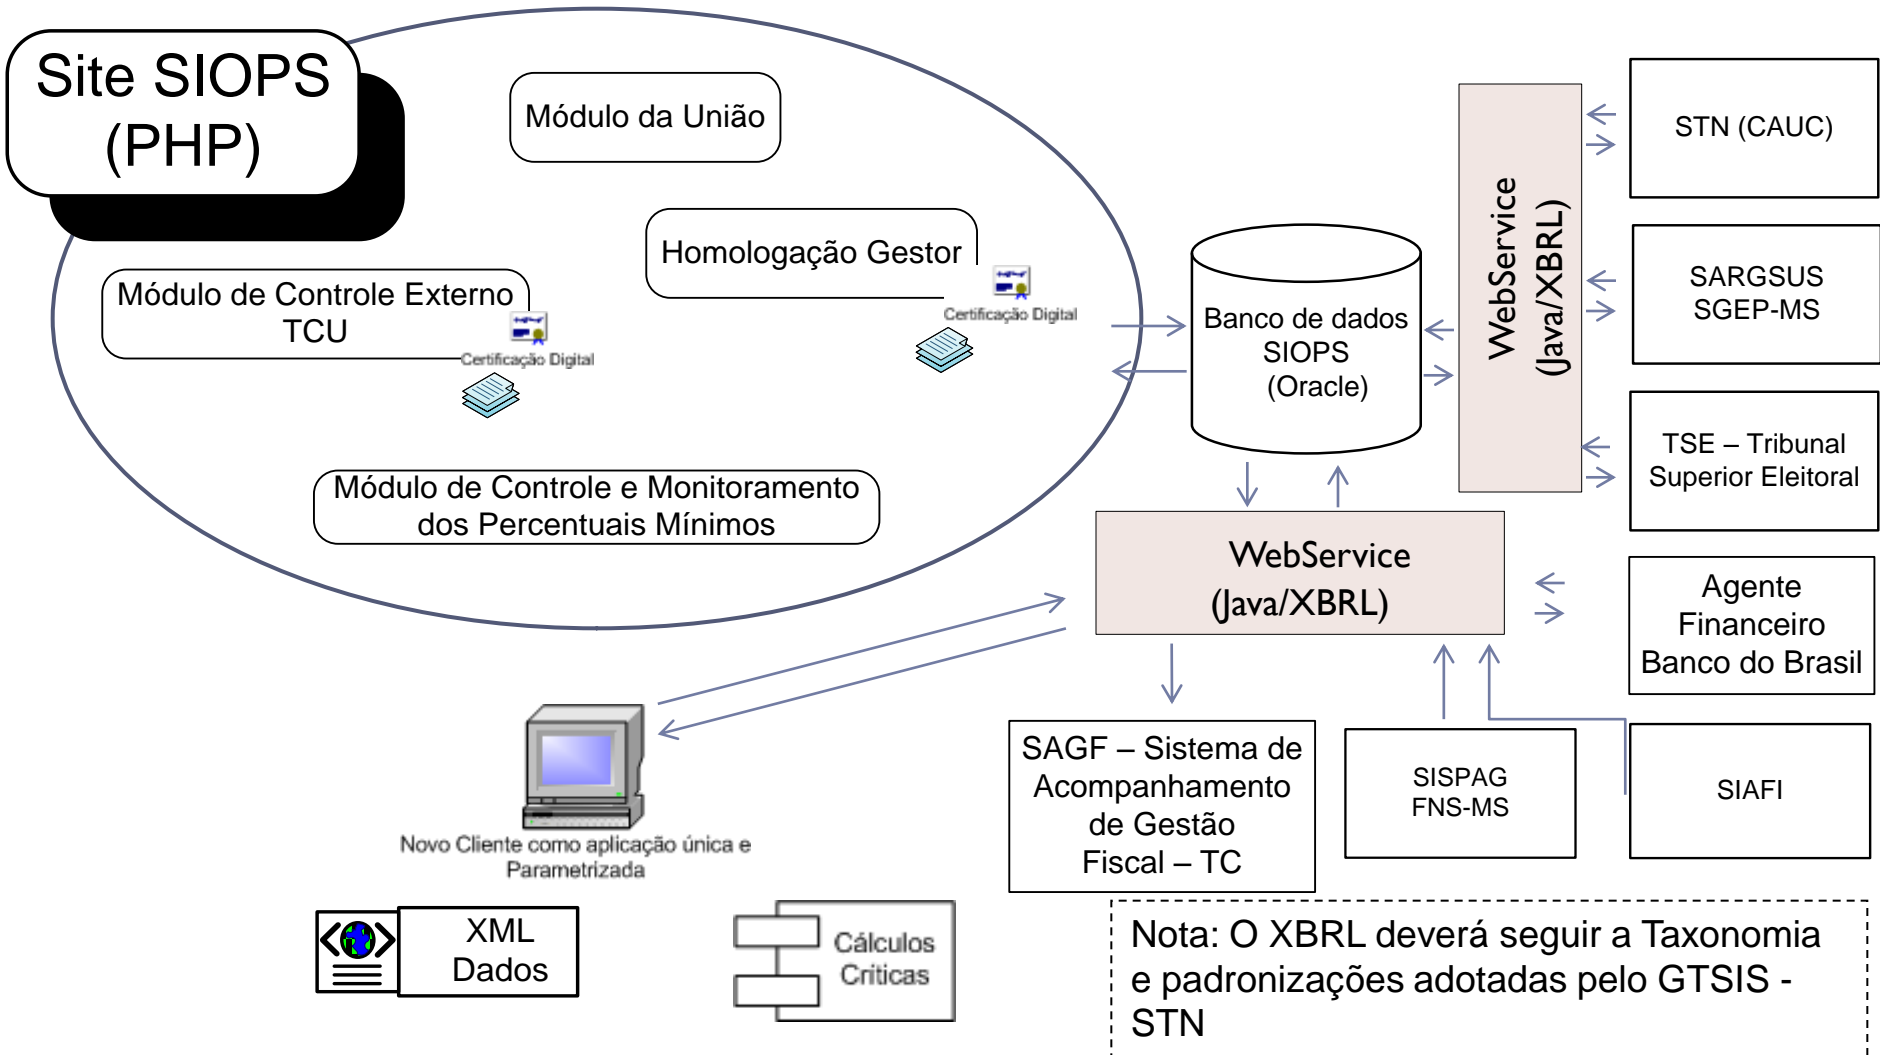 Site SIOPS
(PHP)
Módulo da União
Homologação Gestor
Certificação Digital
Módulo de Controle Externo
TCU
Certificação Digital
Módulo de Controle e Monitoramento
dos Percentuais Mínimos
Banco de dados
SIOPS
(Oracle)
WebService
(Java/XBRL)
STN (CAUC)
SARGSUS
SGEP-MS
TSE – Tribunal
Superior Eleitoral
WebService
(Java/XBRL)
Agente
Financeiro
Banco do Brasil
SAGF – Sistema de
Acompanhamento
de Gestão
Fiscal – TC
SISPAG
FNS-MS
SIAFI
Novo Cliente como aplicação única e
Parametrizada
XML
Dados
Cálculos
Críticas
Nota: O XBRL deverá seguir a Taxonomia
e padronizações adotadas pelo GTSIS -
STN